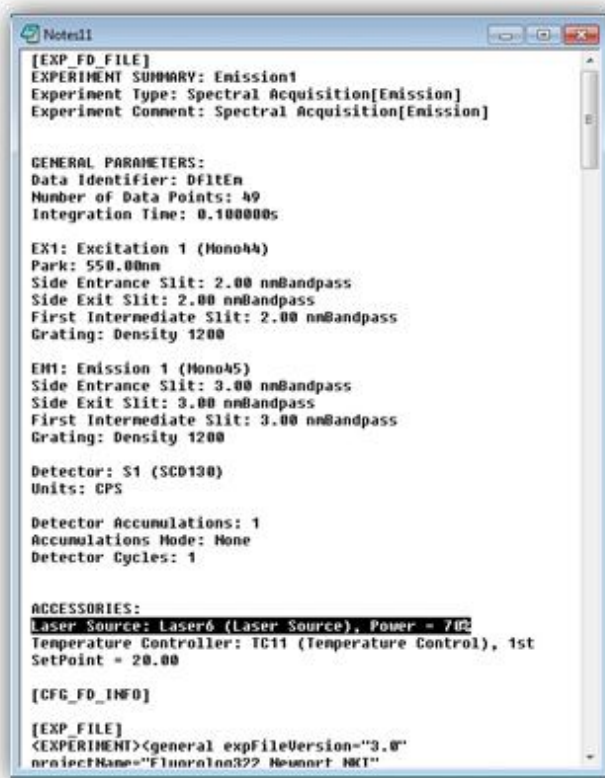 Notes11
[EXP_FD_FILE]
EXPERIMENT SUMMARY: Emission1
Experiment Type: Spectral Acquisition[Emission]
Experiment Comment: Spectral Acquisition[Emission]
GENERAL PARAMETERS:
Data Identifier: DfltEm
Number of Data Points: 49
Integration Time: 0.100000s
EX1: Excitation 1 (Mono44)
Park: 550.00nm
Side Entrance Slit: 2.00 nmBandpass
Side Exit Slit: 2.00 nmBandpass
First Intermediate Slit: 2.00 nmBandpass
Grating: Density 1200
EM1: Emission 1 (Mono45)
Side Entrance Slit: 3.00 nmBandpass
Side Exit Slit: 3.00 nmBandpass
First Intermediate Slit: 3.00 nmBandpass
Grating: Density 1200
Detector: S1 (SCD130)
Units: CPS
Detector Accumulations: 1
Accumulations Mode: None
Detector Cycles: 1
ACCESSORIES:
Laser Source: Laser6 (Laser Source), Power = 70%
Temperature Controller: TC11 (Temperature Control), 1st
SetPoint = 20.00
[CFG_FD_INFO]
[EXP_FILE]
<EXPERIMENT><general expFileVersion="3.0"
projectName="Fluorolog322 Newport NKT"